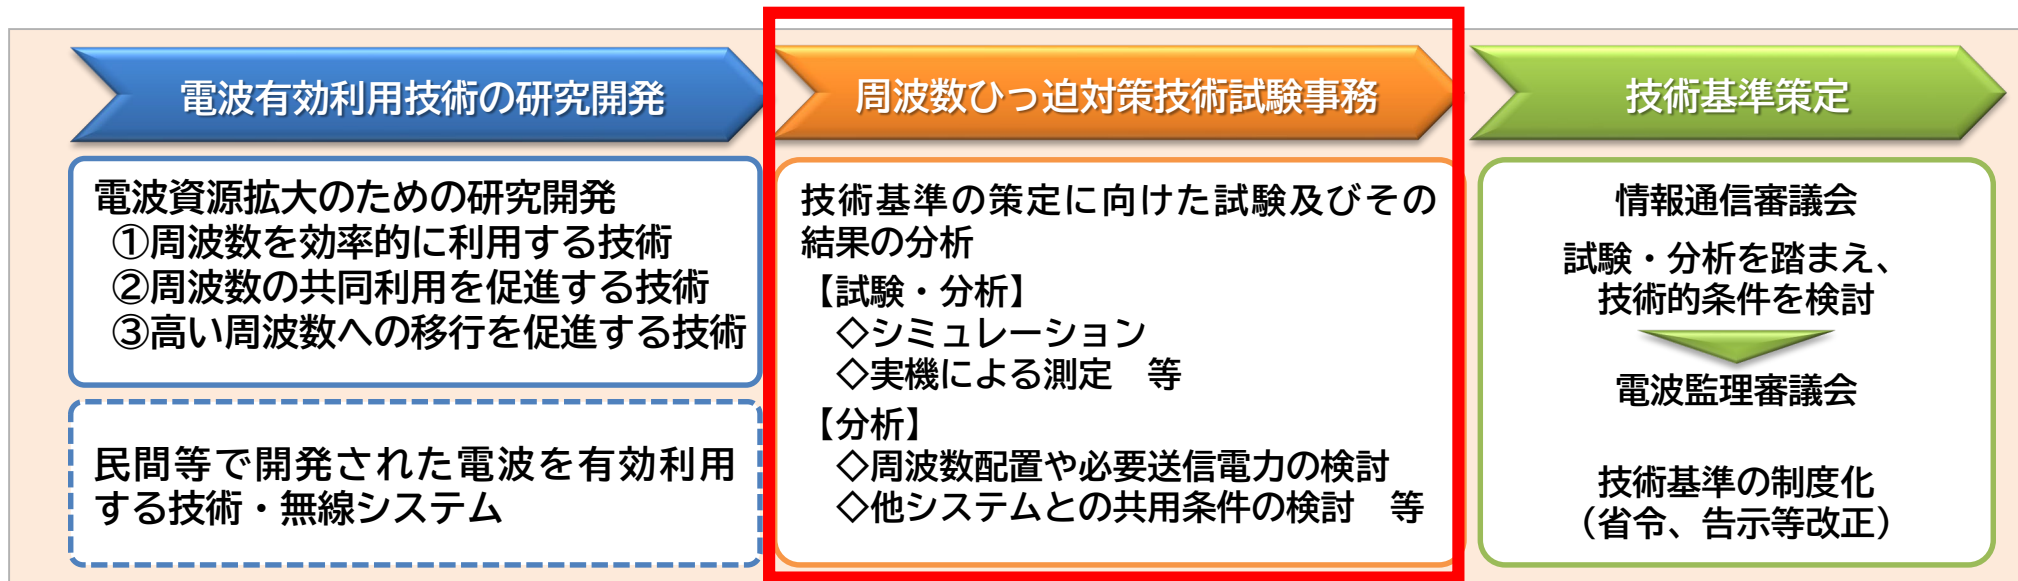 電波有効利用技術の研究開発
電波資源拡大のための研究開発
①周波数を効率的に利用する技術
②周波数の共同利用を促進する技術
③高い周波数への移行を促進する技術
民間等で開発された電波を有効利用
する技術・無線システム
周波数ひっ迫対策技術試験事務
技術基準の策定に向けた試験及びその
結果の分析
【試験・分析】
◇シミュレーション
◇実機による測定　等
【分析】
◇周波数配置や必要送信電力の検討
◇他システムとの共用条件の検討　等
技術基準策定
情報通信審議会
試験・分析を踏まえ、
技術的条件を検討
電波監理審議会
技術基準の制度化
（省令、告示等改正）